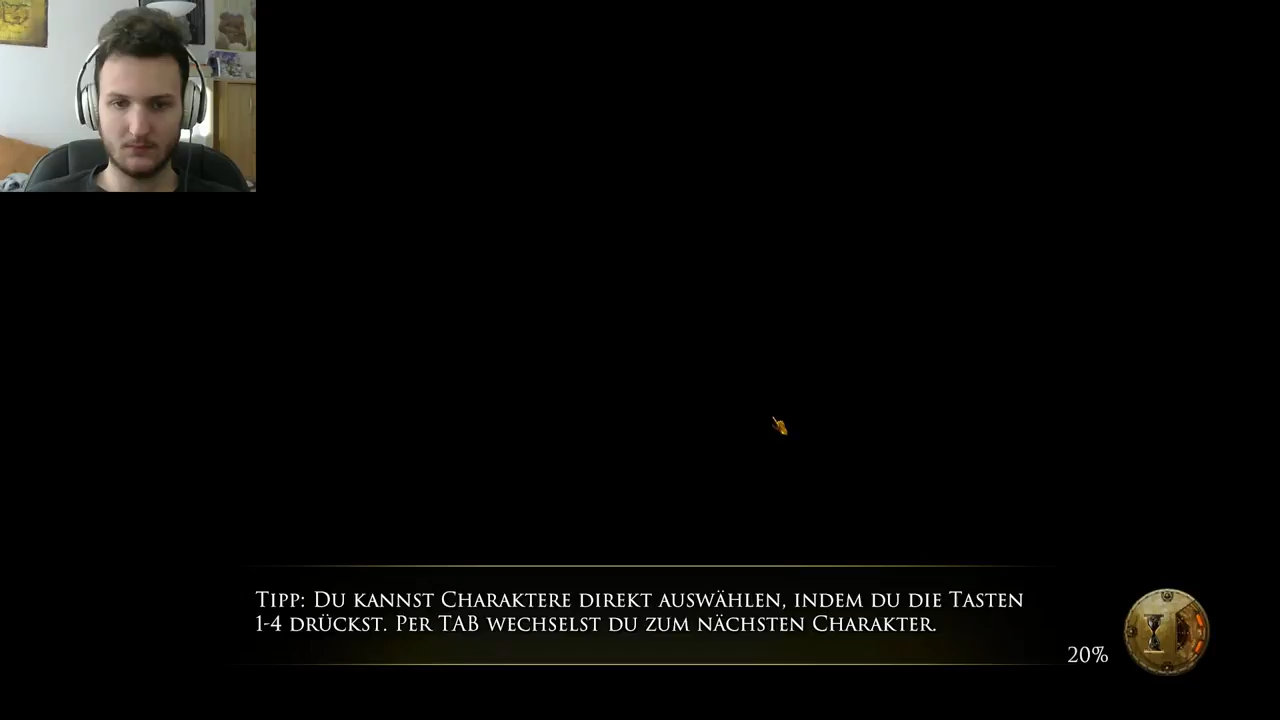 Tipp: Du kannst Charaktere direkt auswählen, indem du die Tasten
1-4 drückst. Per TAB wechselst du zum nächsten Charakter.
20%